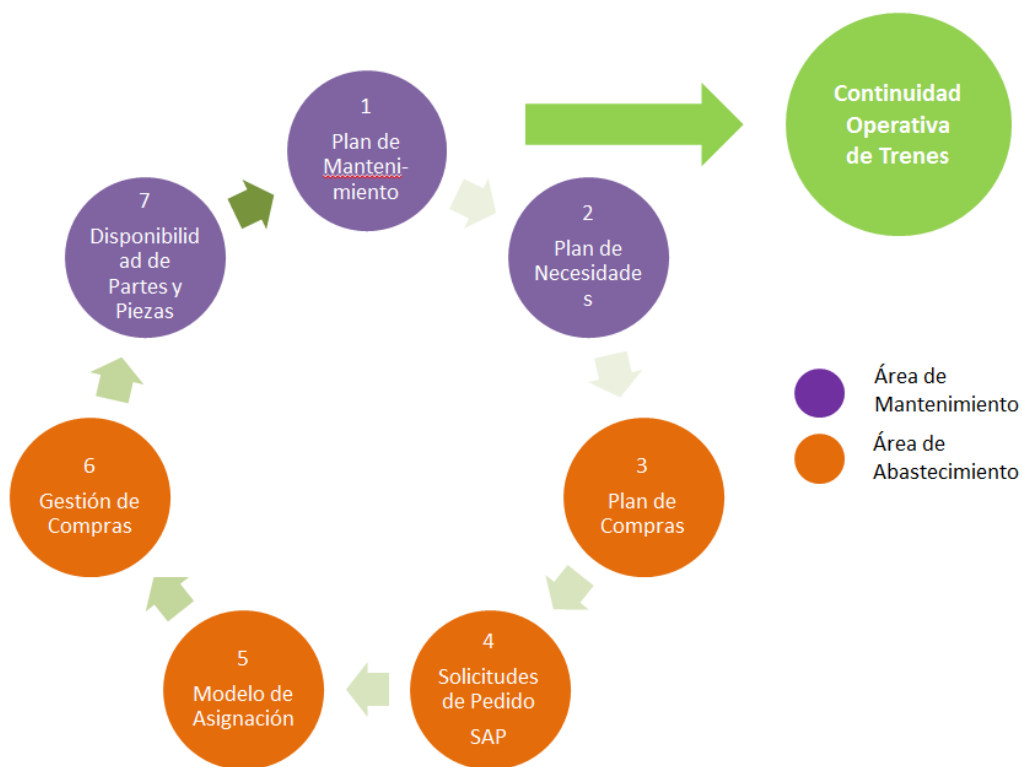 1
Plan de
Manteni-
miento
2
Plan de
Necesidade
s
3
Plan de
Compras
4
Solicitudes
de Pedido
SAP
5
Modelo de
Asignación
6
Gestión de
Compras
7
Disponibilid
ad de
Partes y
Piezas
Continuidad
Operativa
de Trenes
Área de
Mantenimiento
Área de
Abastecimiento